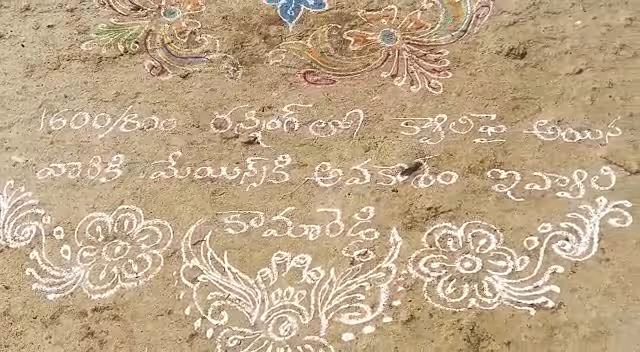 1600/800 రన్నింగ్ లో క్వాలిఫై అయిన
వారికి మేయిన్స్‌కి అవకాశం ఇవ్వాలి
కామారెడ్డి